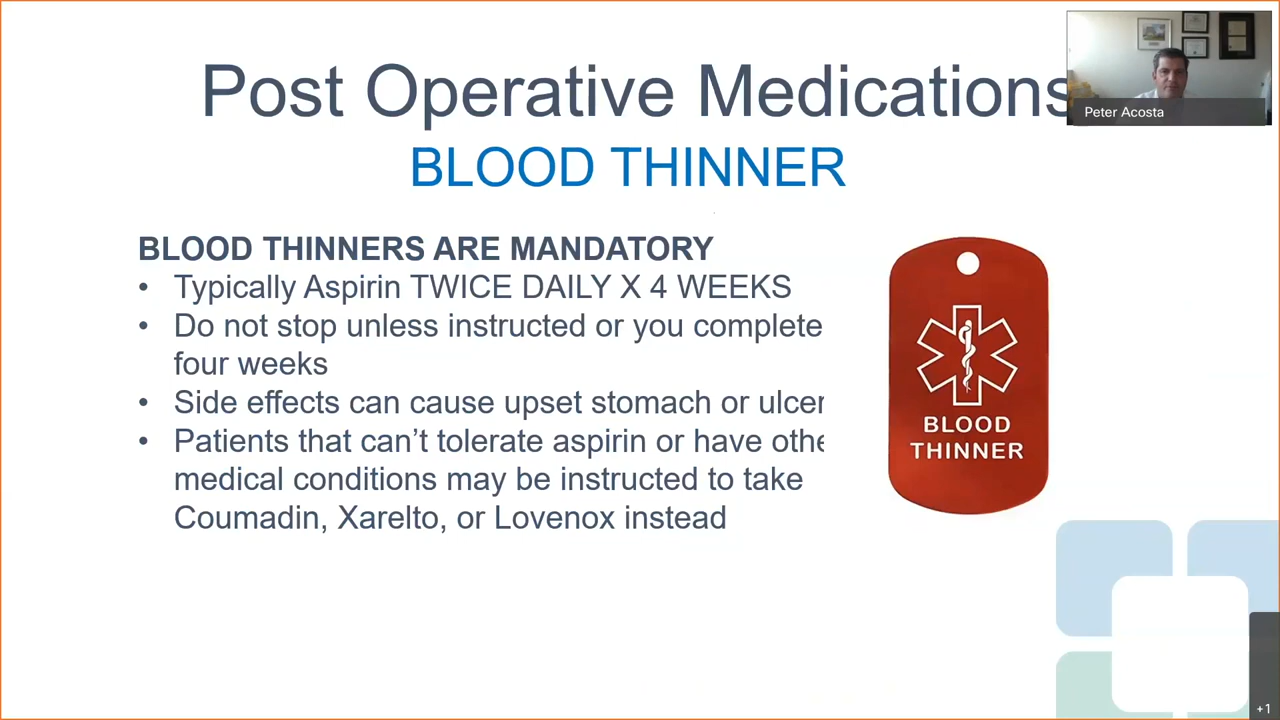 Post Operative Medications
Peter Acosta
BLOOD THINNER
BLOOD THINNERS ARE MANDATORY
• Typically Aspirin TWICE DAILY X 4 WEEKS
• Do not stop unless instructed or you complete
four weeks
• Side effects can cause upset stomach or ulcer
• Patients that can’t tolerate aspirin or have othe
medical conditions may be instructed to take
Coumadin, Xarelto, or Lovenox instead
BLOOD
THINNER
+1